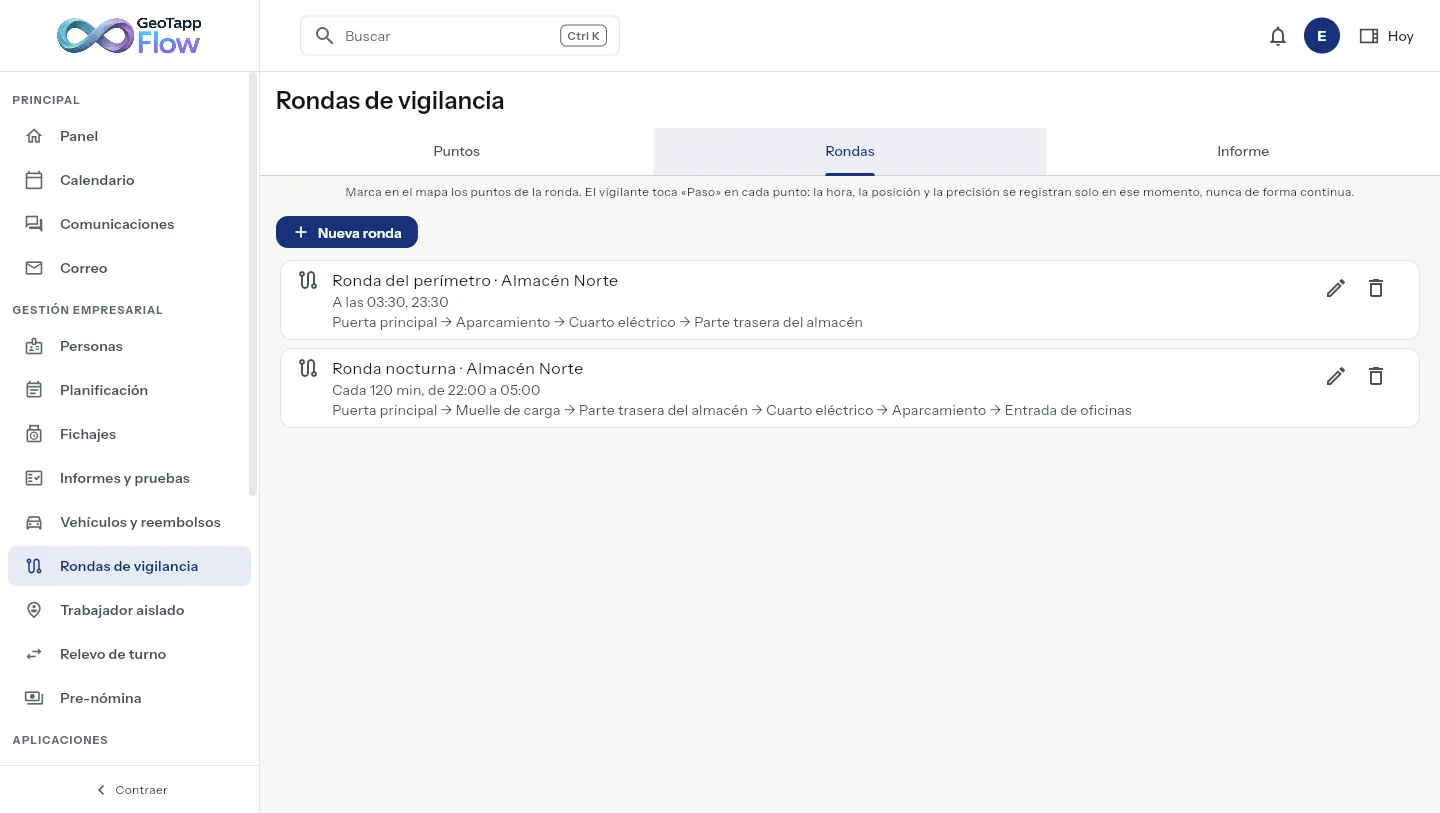 GeoTapp
Flow
Buscar
Ctrl K
E
Hoy
PRINCIPAL
Panel
Calendario
Comunicaciones
Correo
GESTIÓN EMPRESARIAL
Personas
Planificación
Fichajes
Informes y pruebas
Vehículos y reembolsos
Rondas de vigilancia
Trabajador aislado
Relevo de turno
Pre-nómina
APLICACIONES
Contraer
Rondas de vigilancia
Puntos
Rondas
Informe
Marca en el mapa los puntos de la ronda. El vigilante toca «Paso» en cada punto: la hora, la posición y la precisión se registran solo en ese momento, nunca de forma continua.
+ Nueva ronda
Ronda del perímetro · Almacén Norte
A las 03:30, 23:30
Puerta principal → Aparcamiento → Cuarto eléctrico → Parte trasera del almacén
Ronda nocturna · Almacén Norte
Cada 120 min, de 22:00 a 05:00
Puerta principal → Muelle de carga → Parte trasera del almacén → Cuarto eléctrico → Aparcamiento → Entrada de oficinas